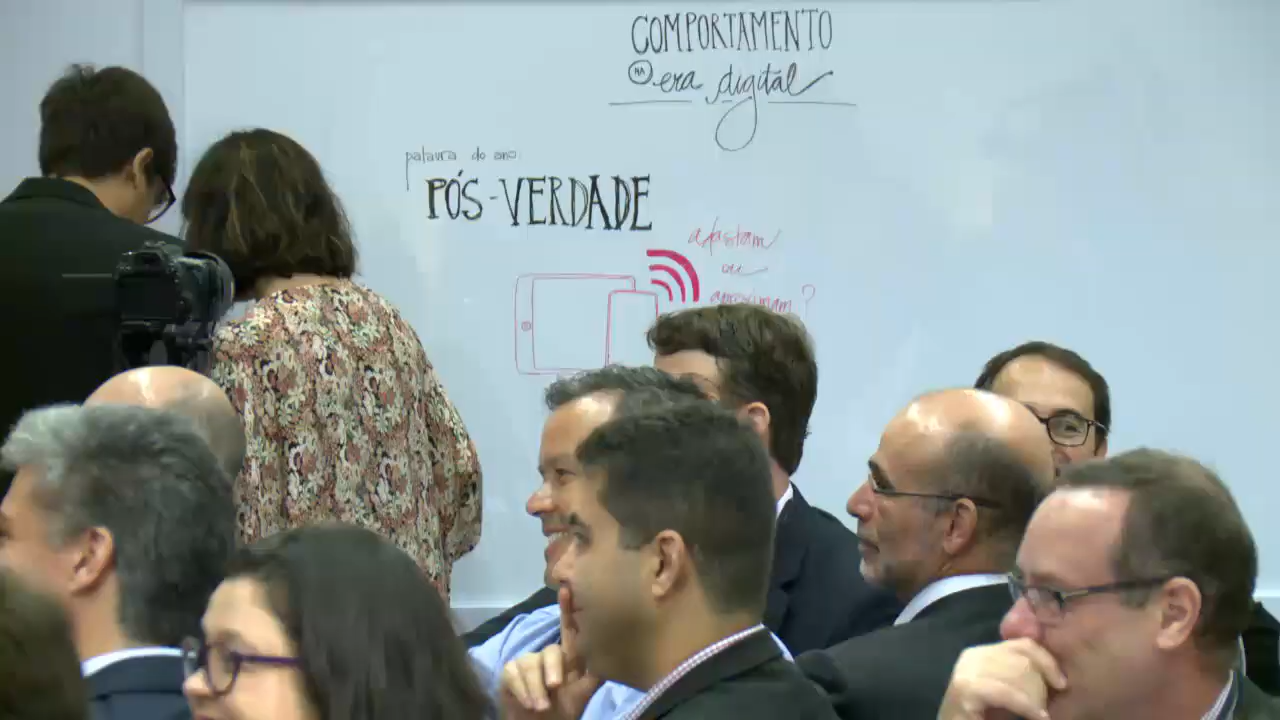 COMPORTAMENTO
NA era digital
palavra do ano:
PÓS-VERDADE
afastam
ou
aproximam?